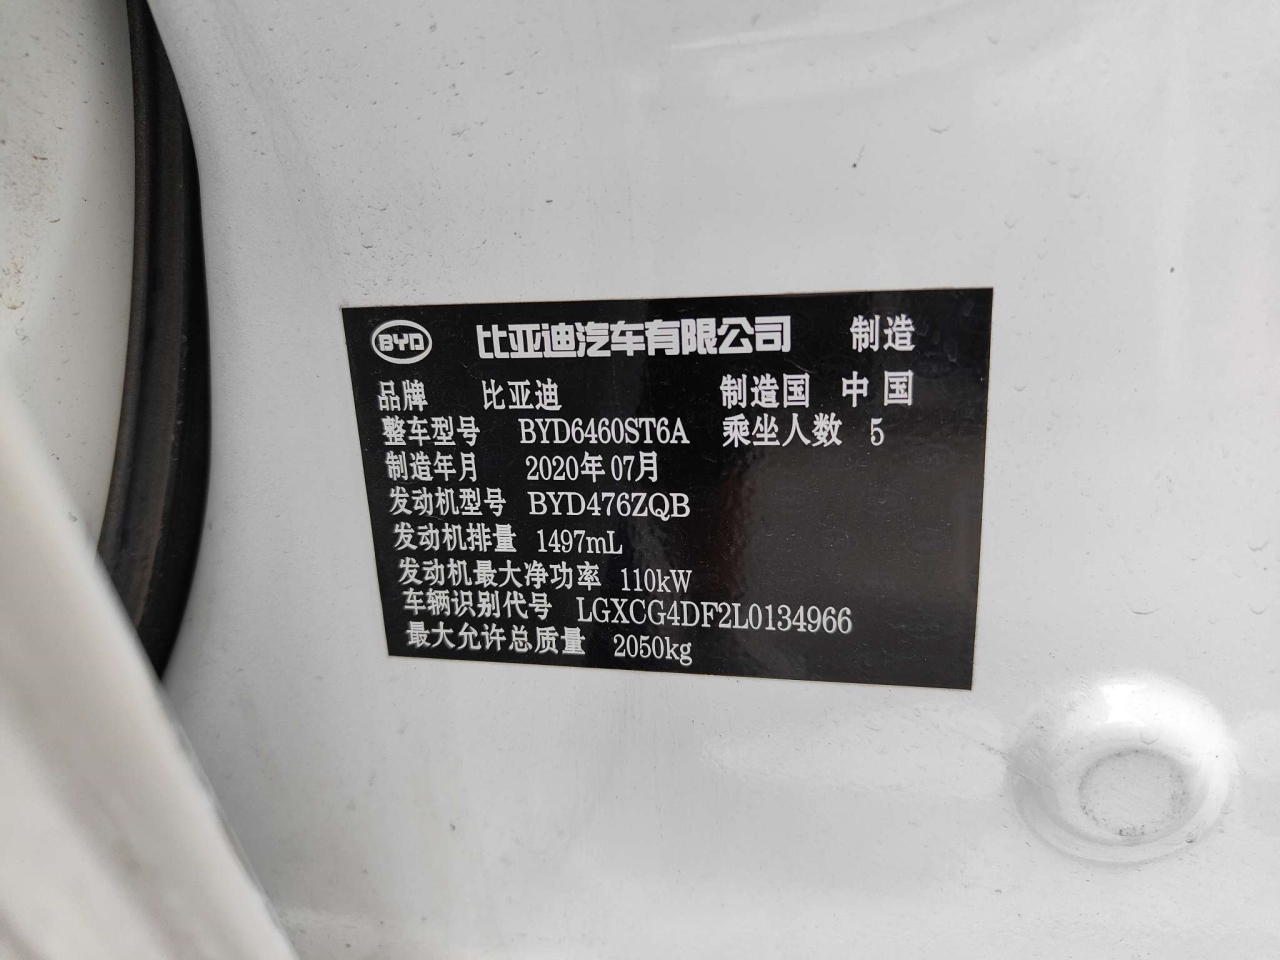 BYD 比亚迪汽车有限公司 制造
品牌 比亚迪 制造国 中国
整车型号 BYD6460ST6A 乘坐人数 5
制造年月 2020年07月
发动机型号 BYD476ZQB
发动机排量 1497mL
发动机最大净功率 110kW
车辆识别代号 LGXCG4DF2L0134966
最大允许总质量 2050kg